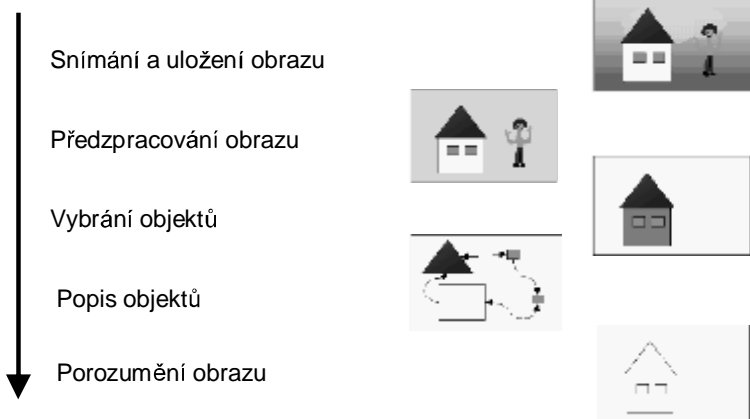 Snímání a uložení obrazu
Předzpracování obrazu
Vybrání objektů
Popis objektů
Porozumění obrazu